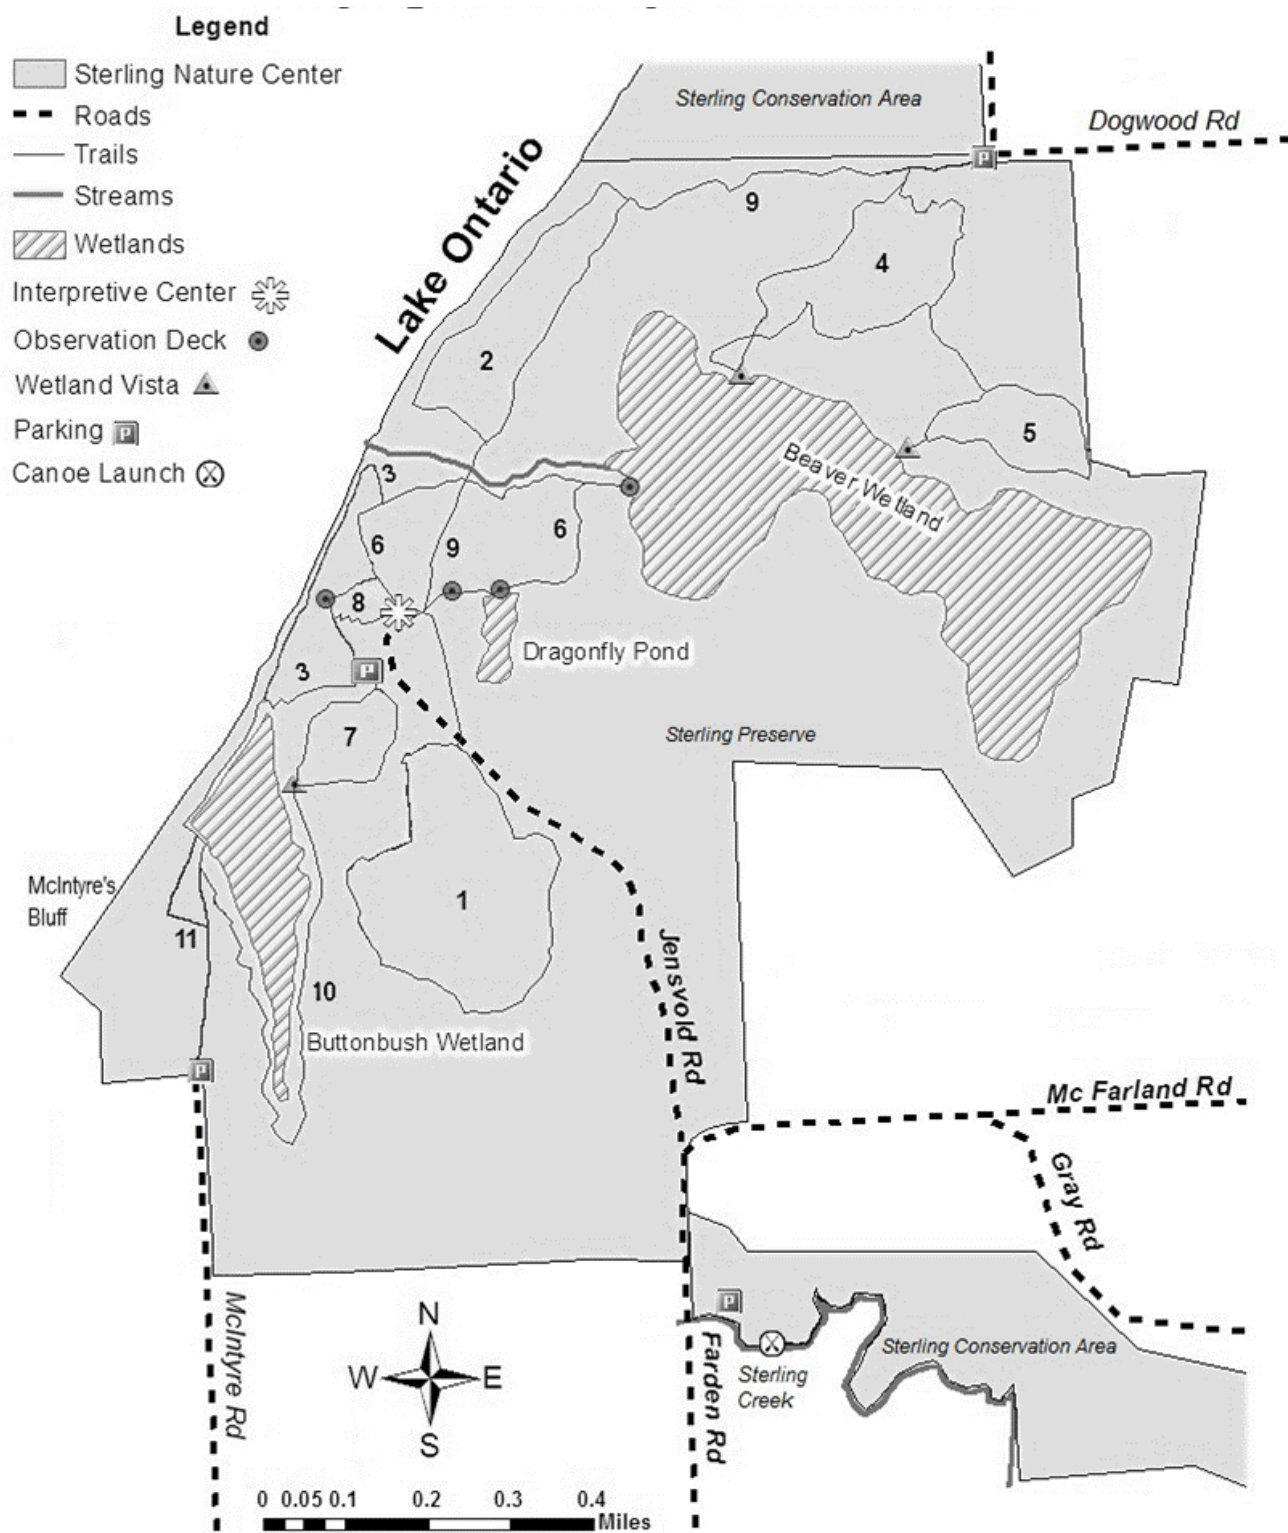 Legend
Sterling Nature Center
Roads
Trails
Streams
Wetlands
Interpretive Center
Observation Deck
Wetland Vista
Parking P
Canoe Launch
Sterling Conservation Area
Dogwood Rd
P
Lake Ontario
9
4
2
5
3
Beaver Wetland
6
9
6
8
Dragonfly Pond
3
P
7
Sterling Preserve
McIntyre's
Bluff
1
11
10
Jensvold Rd
Buttonbush Wetland
P
Mc Farland Rd
Gray Rd
McIntyre Rd
N
W E
S
P
Farden Rd
Sterling
Creek
Sterling Conservation Area
0 0.05 0.1 0.2 0.3 0.4
Miles